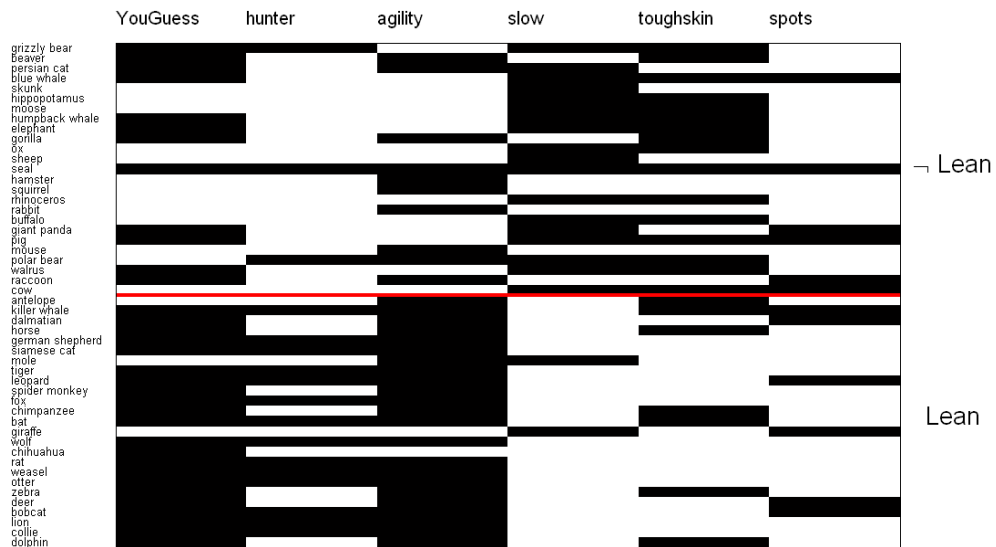 YouGuess hunter agility slow toughskin spots
grizzly bear
beaver
persian cat
blue whale
skunk
hippopotamus
moose
humpback whale
elephant
gorilla
ox
sheep
seal
¬ Lean
hamster
squirrel
rhinoceros
rabbit
buffalo
giant panda
pig
mouse
polar bear
walrus
raccoon
cow
antelope
killer whale
dalmatian
horse
german shepherd
siamese cat
mole
tiger
leopard
spider monkey
fox
chimpanzee
bat
Lean
giraffe
wolf
chihuahua
rat
weasel
otter
zebra
deer
bobcat
lion
collie
dolphin